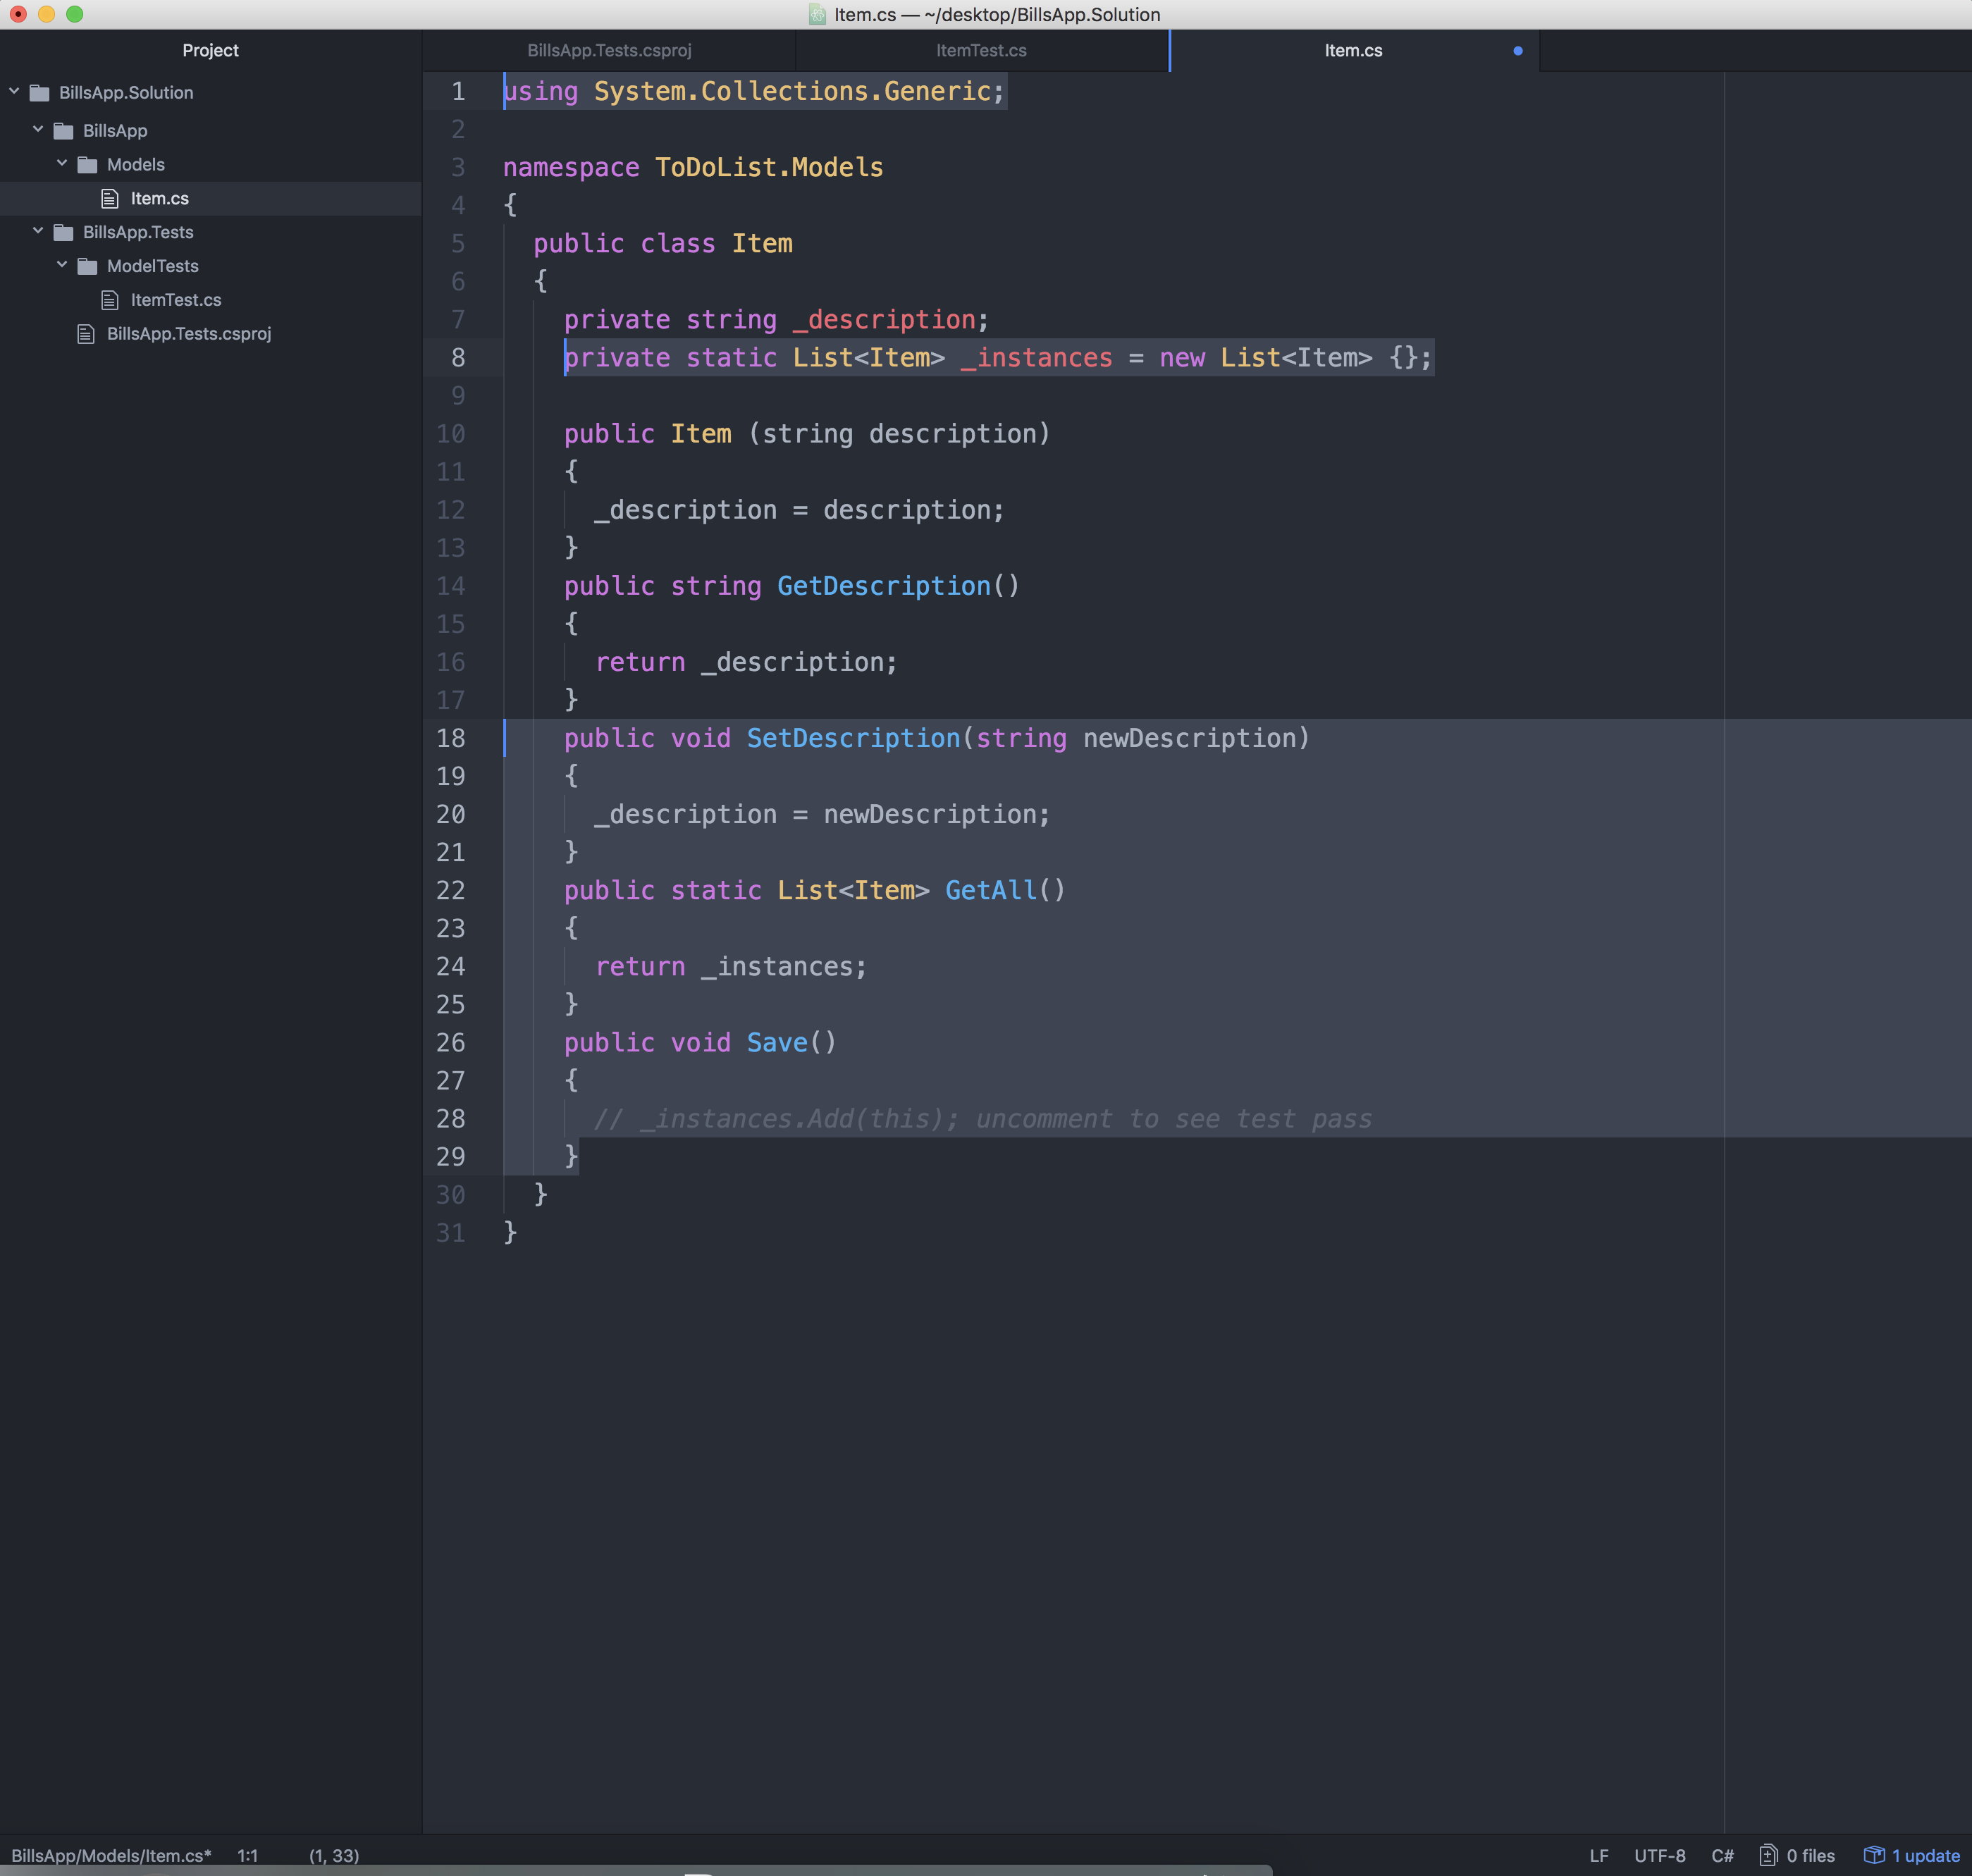 Item.cs — ~/desktop/BillsApp.Solution
Project
BillsApp.Tests.csproj
ItemTest.cs
Item.cs
BillsApp.Solution
BillsApp
Models
Item.cs
BillsApp.Tests
ModelTests
ItemTest.cs
BillsApp.Tests.csproj
1 using System.Collections.Generic;
2
3 namespace ToDoList.Models
4 {
5 public class Item
6 {
7 private string _description;
8 private static List<Item> _instances = new List<Item> {};
9
10 public Item (string description)
11 {
12 _description = description;
13 }
14 public string GetDescription()
15 {
16 return _description;
17 }
18 public void SetDescription(string newDescription)
19 {
20 _description = newDescription;
21 }
22 public static List<Item> GetAll()
23 {
24 return _instances;
25 }
26 public void Save()
27 {
28 // _instances.Add(this); uncomment to see test pass
29 }
30 }
31 }
BillsApp/Models/Item.cs* 1:1 (1, 33) LF UTF-8 C# 0 files 1 update